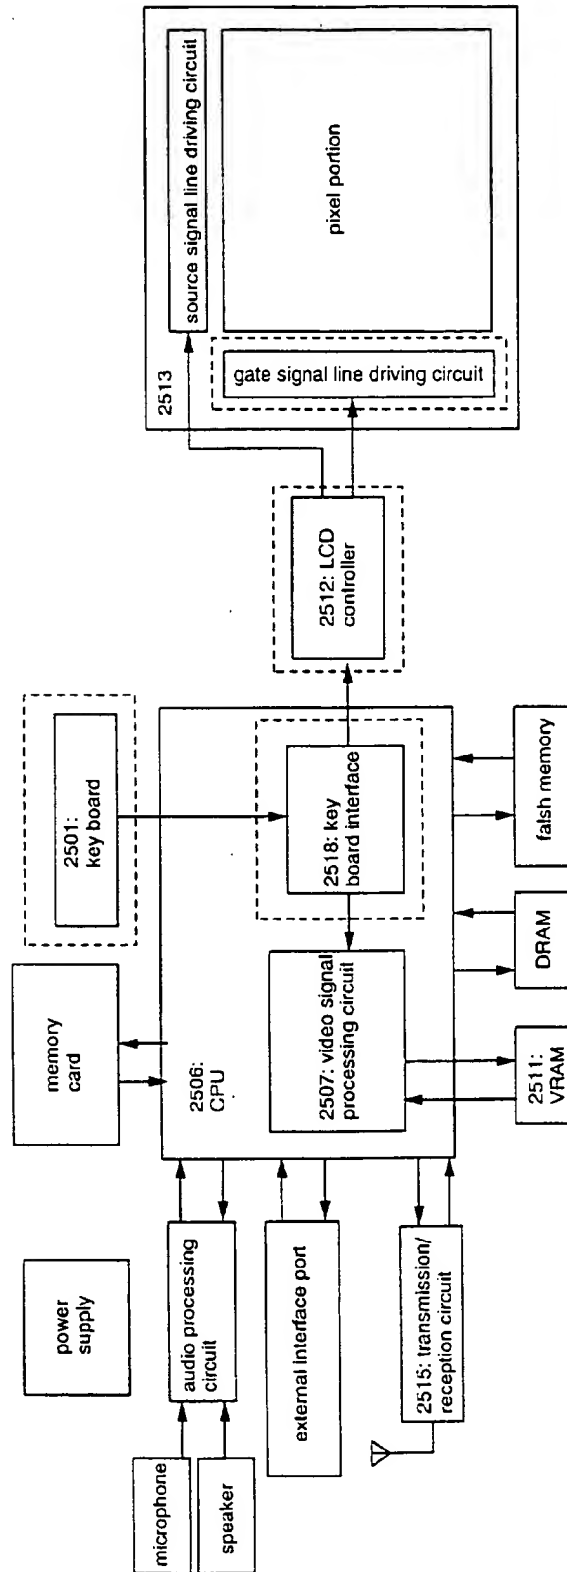 microphone
speaker
power
supply
audio processing
circuit
external interface port
2515: transmission/
reception circuit
memory
card
2501:
key board
2506:
CPU
2507: video signal
processing circuit
2518: key
board interface
2511:
VRAM
DRAM
falsh memory
2512: LCD
controller
2513
source signal line driving circuit
gate signal line driving circuit
pixel portion